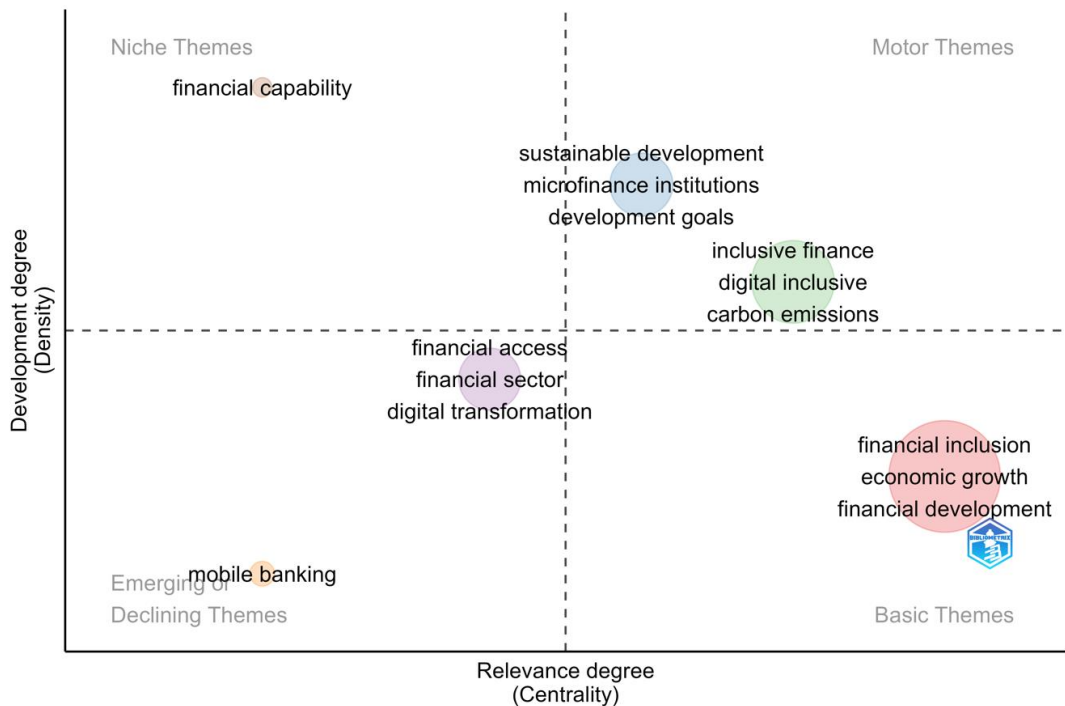 Niche Themes
Motor Themes
financial capability
sustainable development
microfinance institutions
development goals
inclusive finance
digital inclusive
carbon emissions
Development degree
(Density)
financial access
financial sector
digital transformation
financial inclusion
economic growth
financial development
BIBLIOMETRIX
mobile banking
Emerging or
Declining Themes
Basic Themes
Relevance degree
(Centrality)